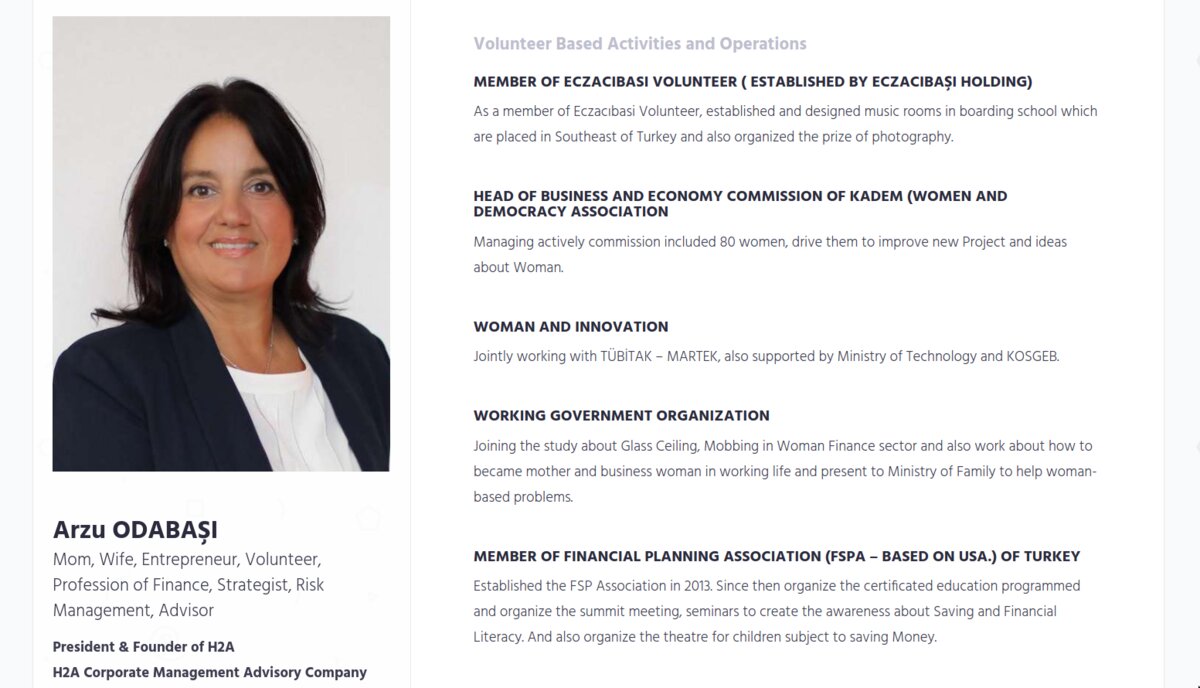 Arzu ODABAŞI
Mom, Wife, Entrepreneur, Volunteer,
Profession of Finance, Strategist, Risk
Management, Advisor
President & Founder of H2A
H2A Corporate Management Advisory Company
Volunteer Based Activities and Operations
MEMBER OF ECZACIBASI VOLUNTEER ( ESTABLISHED BY ECZACIBAŞI HOLDING)
As a member of Eczacıbasi Volunteer, established and designed music rooms in boarding school which
are placed in Southeast of Turkey and also organized the prize of photography.
HEAD OF BUSINESS AND ECONOMY COMMISSION OF KADEM (WOMEN AND
DEMOCRACY ASSOCIATION
Managing actively commission included 80 women, drive them to improve new Project and ideas
about Woman.
WOMAN AND INNOVATION
Jointly working with TÜBİTAK – MARTEK, also supported by Ministry of Technology and KOSGEB.
WORKING GOVERNMENT ORGANIZATION
Joining the study about Glass Ceiling, Mobbing in Woman Finance sector and also work about how to
became mother and business woman in working life and present to Ministry of Family to help woman-
based problems.
MEMBER OF FINANCIAL PLANNING ASSOCIATION (FSPA – BASED ON USA.) OF TURKEY
Established the FSP Association in 2013. Since then organize the certificated education programmed
and organize the summit meeting, seminars to create the awareness about Saving and Financial
Literacy. And also organize the theatre for children subject to saving Money.